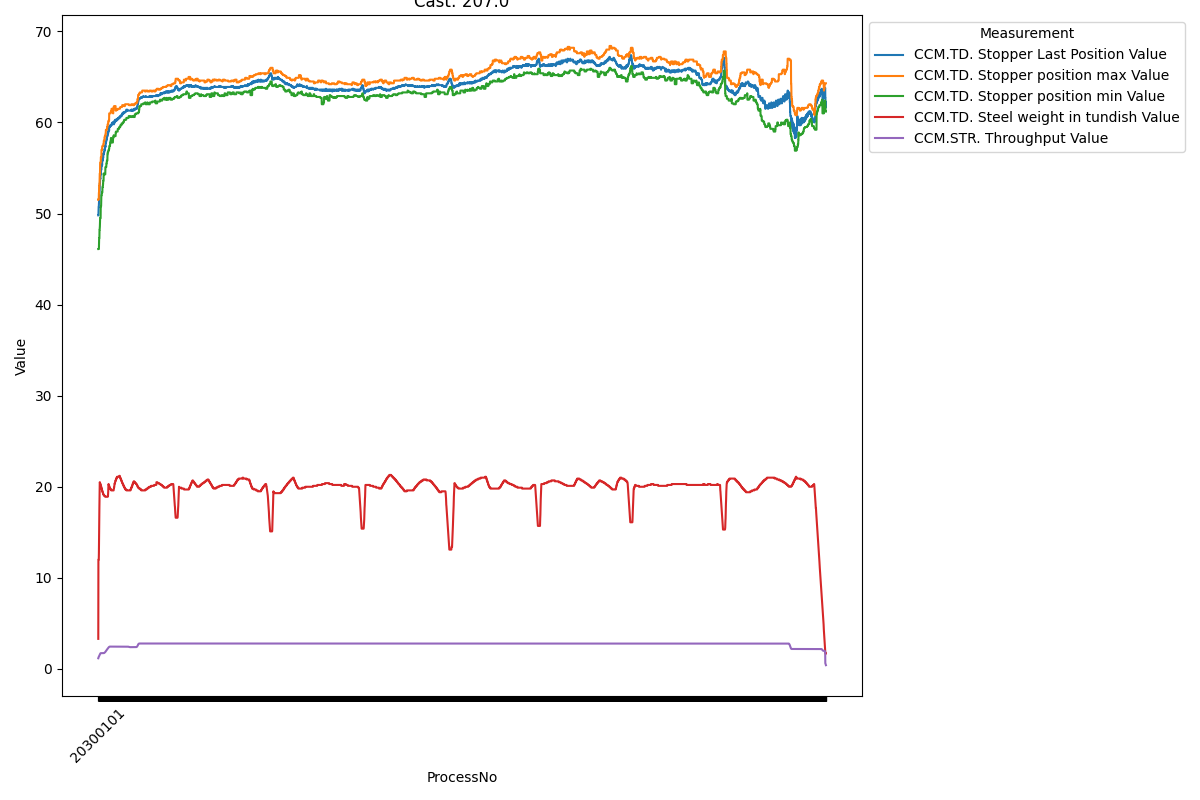 Cast: 207.0
Measurement
CCM.TD. Stopper Last Position Value
CCM.TD. Stopper position max Value
CCM.TD. Stopper position min Value
CCM.TD. Steel weight in tundish Value
CCM.STR. Throughput Value
70
60
50
40
30
20
10
0
Value
20300101
ProcessNo